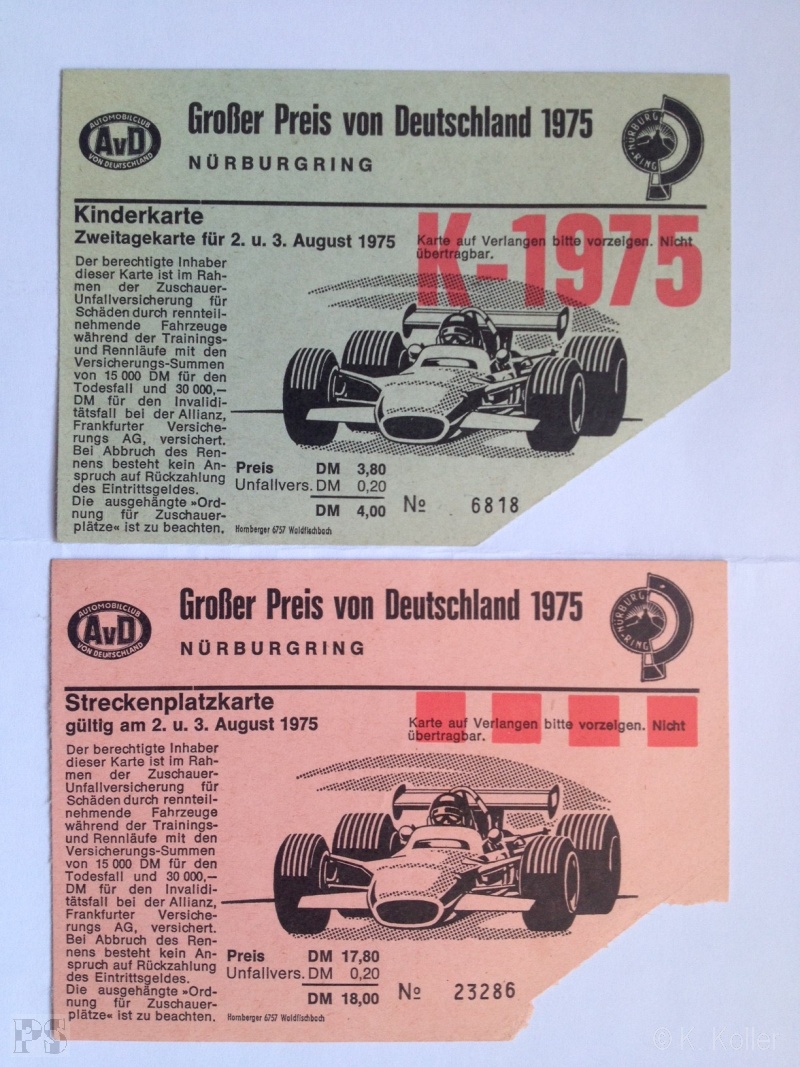 AUTOMOBILCLUB
AvD
VON DEUTSCHLAND
Großer Preis von Deutschland 1975
NÜRBURGRING
NÜRBURG
RING
Kinderkarte
Zweitagekarte für 2. u. 3. August 1975
K-1975
Karte auf Verlangen bitte vorzeigen. Nicht
übertragbar.
Der berechtigte Inhaber
dieser Karte ist im Rah-
men der Zuschauer-
Unfallversicherung für
Schäden durch rennteil-
nehmende Fahrzeuge
während der Trainings-
und Rennläufe mit den
Versicherungs-Summen
von 15 000 DM für den
Todesfall und 30 000,—
DM für den Invalidi-
tätsfall bei der Allianz,
Frankfurter Versiche-
rungs AG, versichert.
Bei Abbruch des Ren-
nens besteht kein An-
spruch auf Rückzahlung
des Eintrittsgeldes.
Die ausgehängte »Ord-
nung für Zuschauer-
plätze« ist zu beachten.
Preis DM 3,80
Unfallvers. DM 0,20
DM 4,00
№ 6818
Homberger 6757 Waldfischbach
AUTOMOBILCLUB
AvD
VON DEUTSCHLAND
Großer Preis von Deutschland 1975
NÜRBURGRING
NÜRBURG
RING
Streckenplatzkarte
gültig am 2. u. 3. August 1975
Karte auf Verlangen bitte vorzeigen. Nicht
übertragbar.
Der berechtigte Inhaber
dieser Karte ist im Rah-
men der Zuschauer-
Unfallversicherung für
Schäden durch rennteil-
nehmende Fahrzeuge
während der Trainings-
und Rennläufe mit den
Versicherungs-Summen
von 15 000 DM für den
Todesfall und 30 000,—
DM für den Invalidi-
tätsfall bei der Allianz,
Frankfurter Versiche-
rungs AG, versichert.
Bei Abbruch des Ren-
nens besteht kein An-
spruch auf Rückzahlung
des Eintrittsgeldes.
Die ausgehängte »Ord-
nung für Zuschauer-
plätze« ist zu beachten.
Preis DM 17,80
Unfallvers. DM 0,20
DM 18,00
№ 23286
Homberger 6757 Waldfischbach
PS
© K. Koller